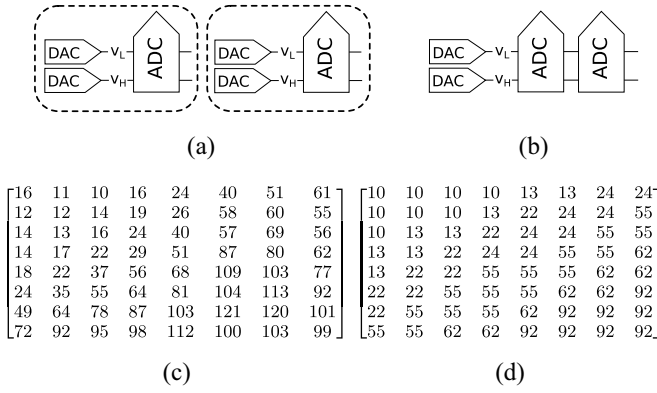 DAC VL ADC DAC VL ADC DAC VL ADC ADC
DAC VH DAC VH DAC VH
(a) (b)
16 11 10 16 24 40 51 61 10 10 10 10 13 13 24 24
12 12 14 19 26 58 60 55 10 10 10 13 22 24 24 55
14 13 16 24 40 57 69 56 10 13 13 22 24 24 55 55
14 17 22 29 51 87 80 62 13 13 22 24 24 55 55 62
18 22 37 56 68 109 103 77 13 22 22 55 55 55 62 62
24 35 55 64 81 104 113 92 22 22 55 55 55 62 62 92
49 64 78 87 103 121 120 101 22 55 55 55 62 92 92 92
72 92 95 98 112 100 103 99 55 55 62 62 92 92 92 92
(c) (d)